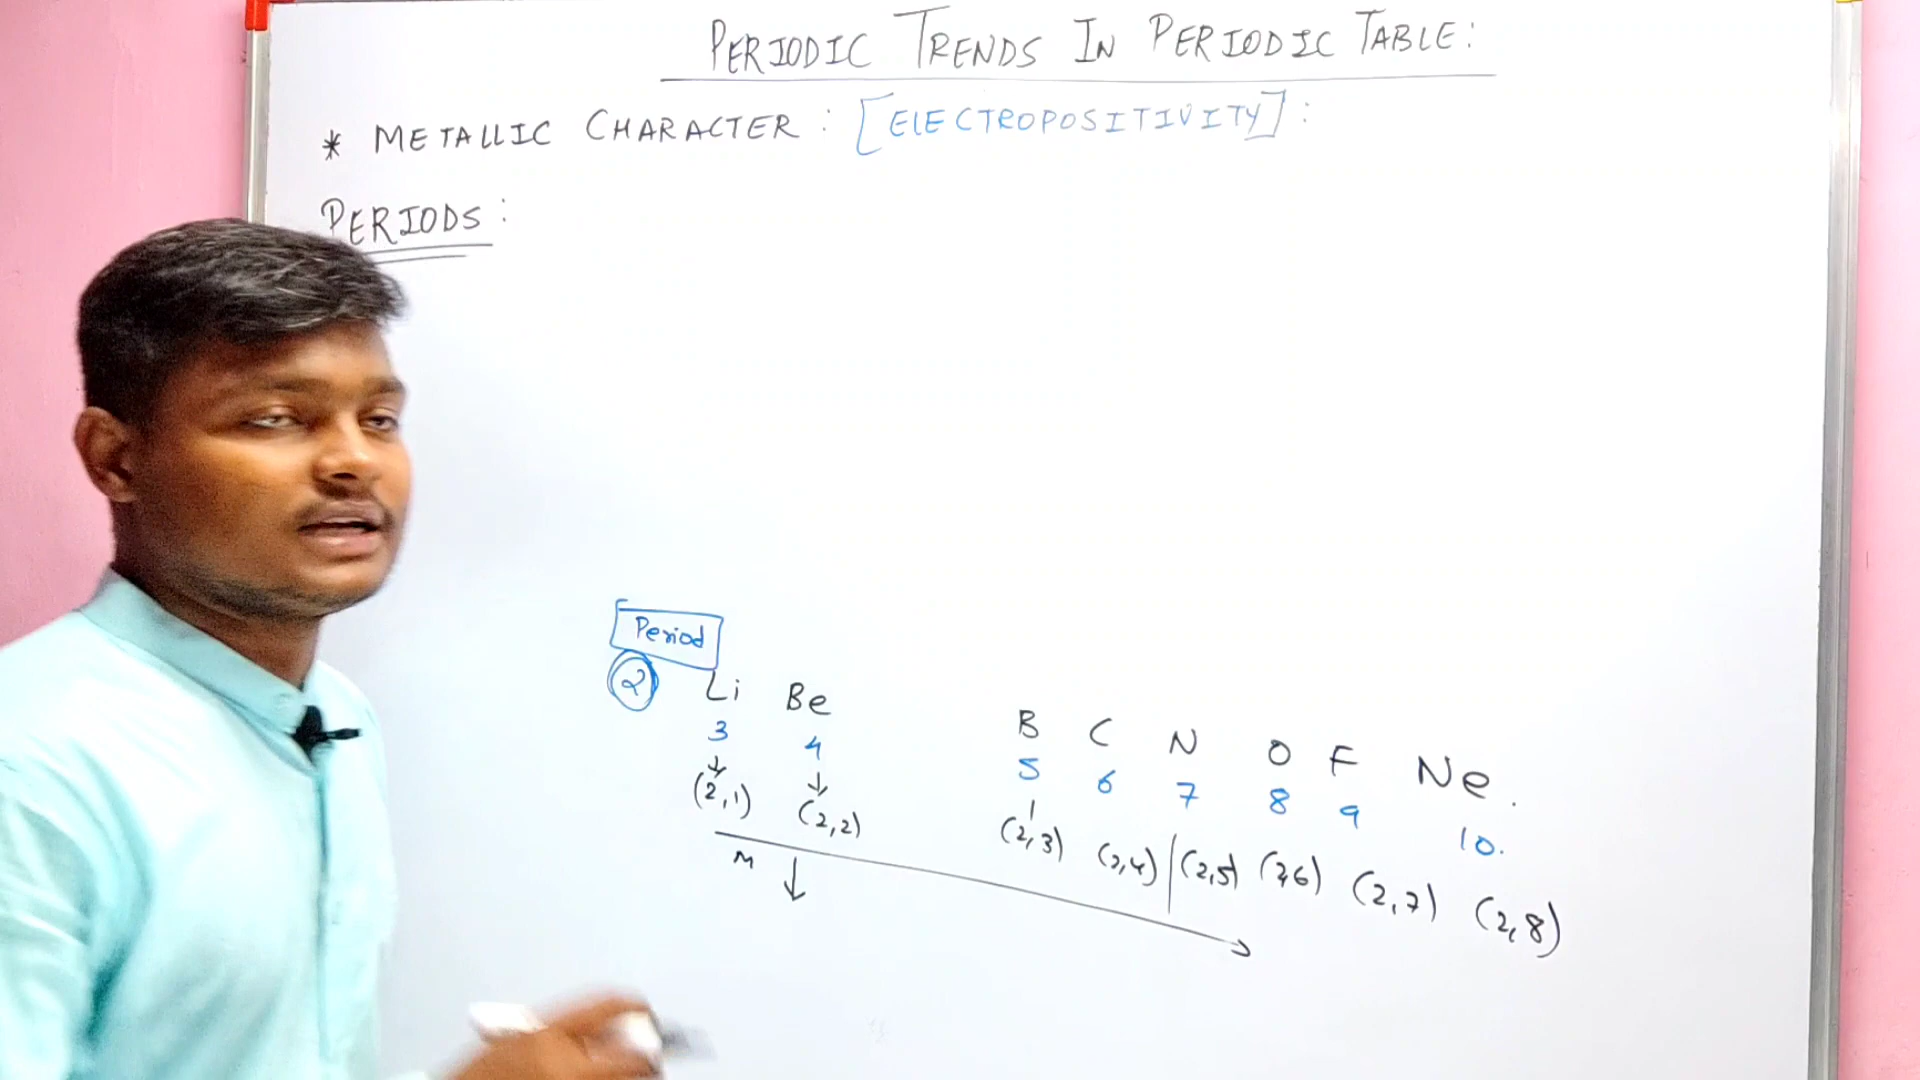 PERIODIC TRENDS IN PERIODIC TABLE:
* METALLIC CHARACTER: [ElECTROPOSITIVITY]:
PERIODS:
Period
2 Li Be B C N O F Ne.
3 4 5 6 7 8 9 10.
(2,1) (2,2) (2,3) (2,4) (2,5) (2,6) (2,7) (2,8)
M ↓